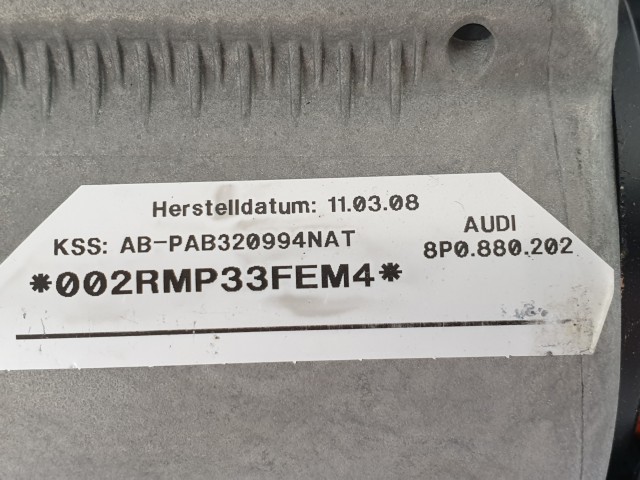 Herstelldatum: 11.03.08
KSS: AB-PAB320994NAT
AUDI
8P0.880.202
*002RMP33FEM4*